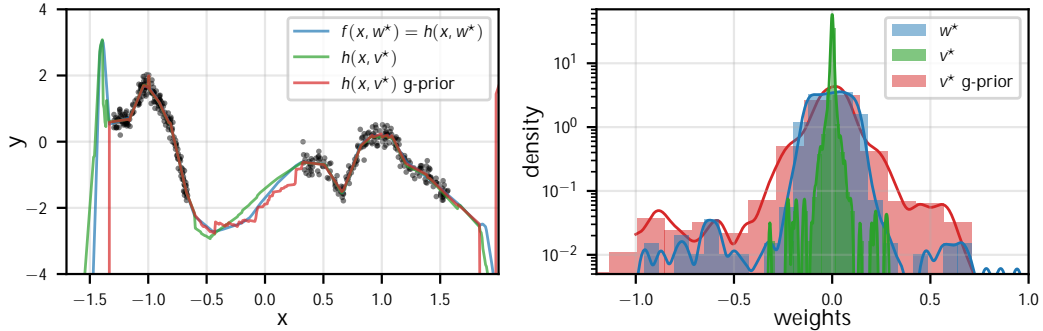 4
2
0
−2
−4
y
−1.5
−1.0
−0.5
0.0
0.5
1.0
1.5
x
f(x, w⋆) = h(x, w⋆)
h(x, v⋆)
h(x, v⋆) g-prior
10¹
10⁰
10⁻¹
10⁻²
density
−1.0
−0.5
0.0
0.5
1.0
weights
w⋆
v⋆
v⋆ g-prior